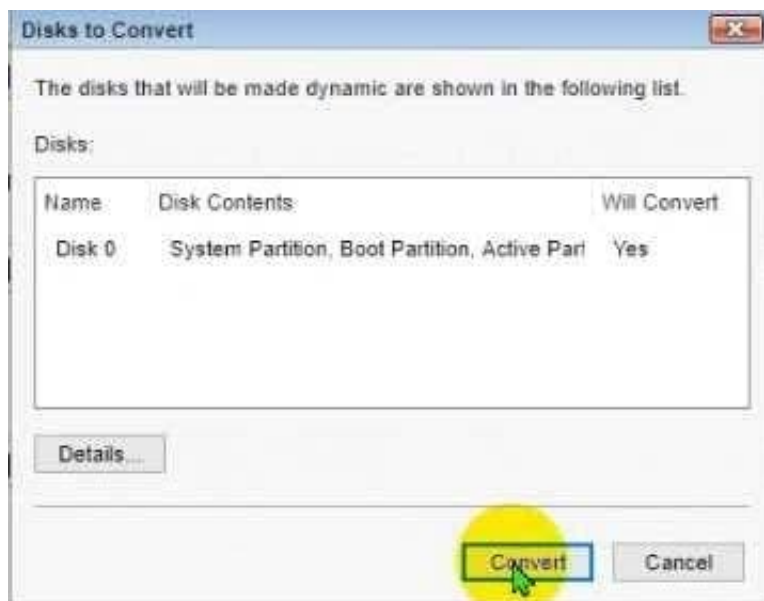 Disks to Convert
The disks that will be made dynamic are shown in the following list.
Disks:
Name Disk Contents Will Convert
Disk 0 System Partition, Boot Partition, Active Part Yes
Details....
Convert Cancel